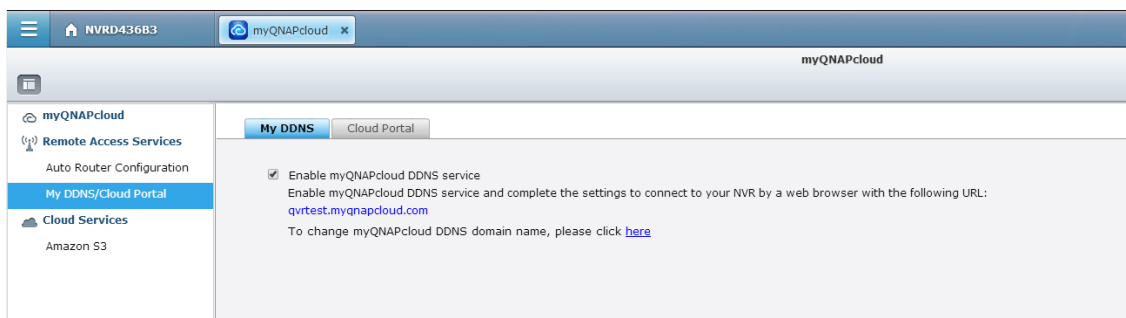 NVRD436B3
myQNAPcloud
myQNAPcloud
myQNAPcloud
Remote Access Services
Auto Router Configuration
My DDNS/Cloud Portal
Cloud Services
Amazon S3
My DDNS
Cloud Portal
Enable myQNAPcloud DDNS service
Enable myQNAPcloud DDNS service and complete the settings to connect to your NVR by a web browser with the following URL:
qvrtest.myqnapcloud.com
To change myQNAPcloud DDNS domain name, please click here